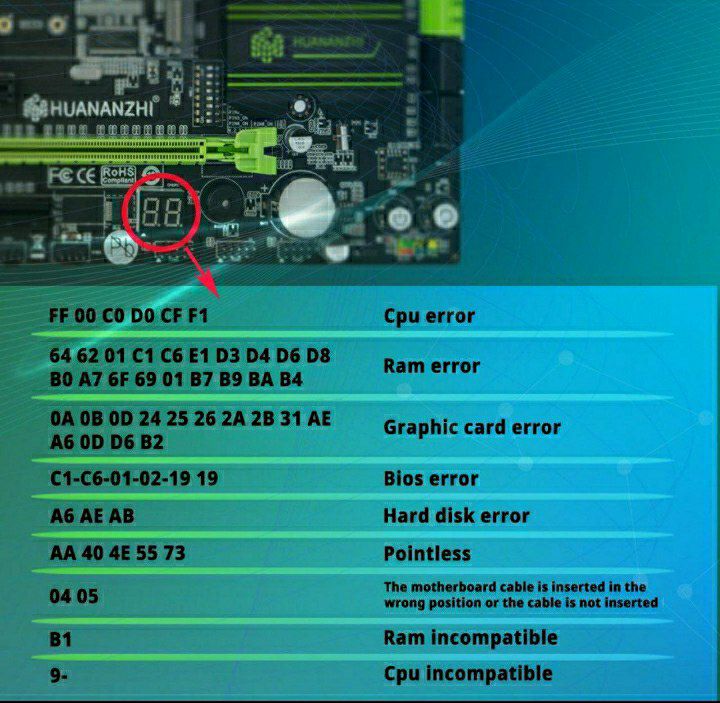 HUANANZHI
HUANANZHI
FC CE RoHS
Compliant
88
Pb
FF 00 C0 D0 CF F1 Cpu error
64 62 01 C1 C6 E1 D3 D4 D6 D8
B0 A7 6F 69 01 B7 B9 BA B4 Ram error
0A 0B 0D 24 25 26 2A 2B 31 AE
A6 0D D6 B2 Graphic card error
C1-C6-01-02-19 19 Bios error
A6 AE AB Hard disk error
AA 40 4E 55 73 Pointless
04 05 The motherboard cable is inserted in the
wrong position or the cable is not inserted
B1 Ram incompatible
9- Cpu incompatible